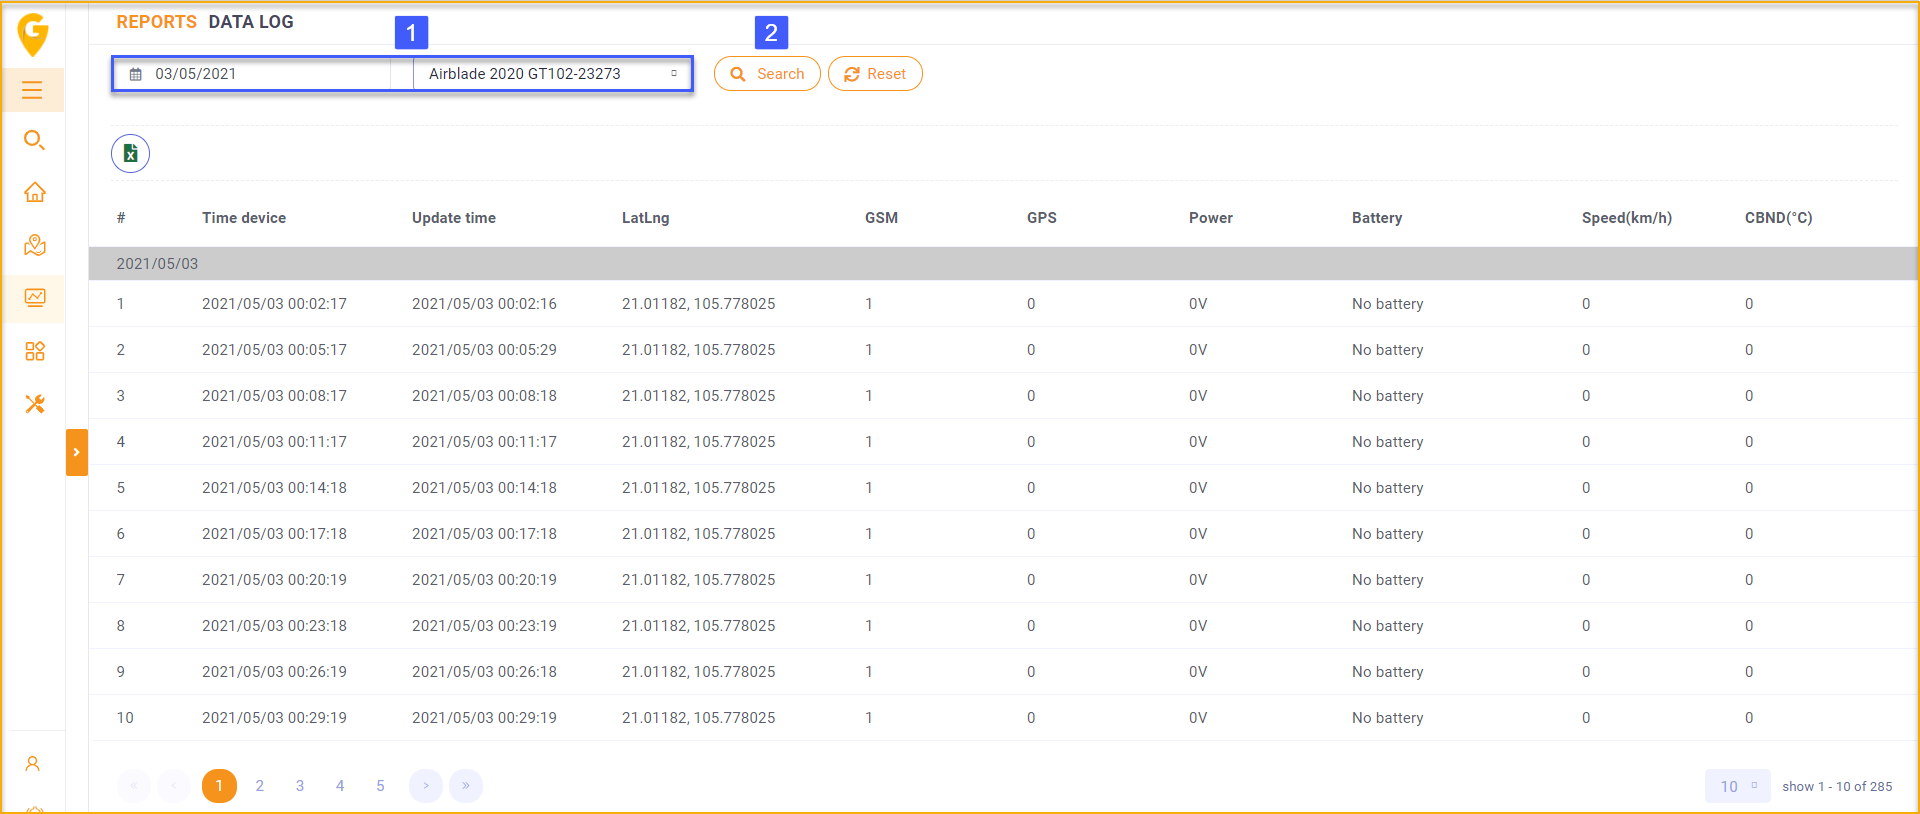 G
REPORTS DATA LOG
1
2
03/05/2021 Airblade 2020 GT102-23273 Search Reset
X
# Time device Update time LatLng GSM GPS Power Battery Speed(km/h) CBND(°C)
2021/05/03
1 2021/05/03 00:02:17 2021/05/03 00:02:16 21.01182, 105.778025 1 0 0V No battery 0 0
2 2021/05/03 00:05:17 2021/05/03 00:05:29 21.01182, 105.778025 1 0 0V No battery 0 0
3 2021/05/03 00:08:17 2021/05/03 00:08:18 21.01182, 105.778025 1 0 0V No battery 0 0
4 2021/05/03 00:11:17 2021/05/03 00:11:17 21.01182, 105.778025 1 0 0V No battery 0 0
5 2021/05/03 00:14:18 2021/05/03 00:14:18 21.01182, 105.778025 1 0 0V No battery 0 0
6 2021/05/03 00:17:18 2021/05/03 00:17:18 21.01182, 105.778025 1 0 0V No battery 0 0
7 2021/05/03 00:20:19 2021/05/03 00:20:19 21.01182, 105.778025 1 0 0V No battery 0 0
8 2021/05/03 00:23:18 2021/05/03 00:23:19 21.01182, 105.778025 1 0 0V No battery 0 0
9 2021/05/03 00:26:19 2021/05/03 00:26:18 21.01182, 105.778025 1 0 0V No battery 0 0
10 2021/05/03 00:29:19 2021/05/03 00:29:19 21.01182, 105.778025 1 0 0V No battery 0 0
« ‹ 1 2 3 4 5 › » 10 show 1 - 10 of 285